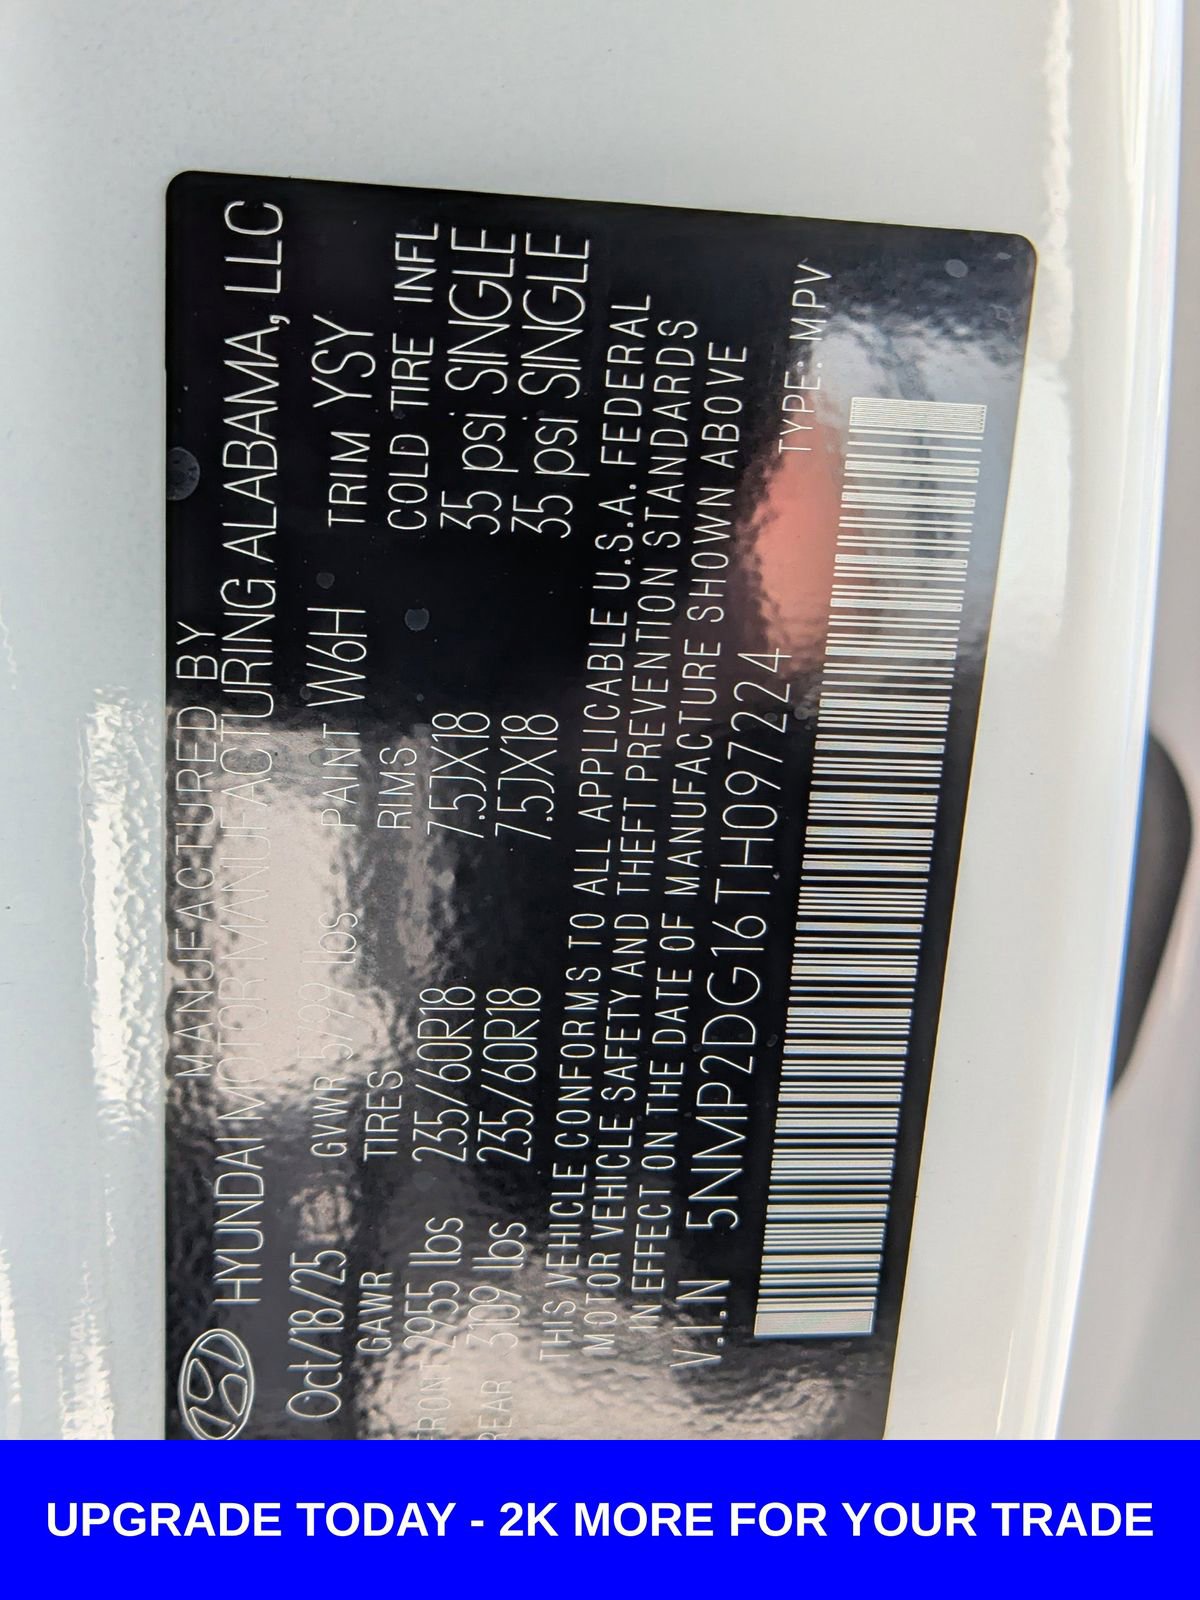 MANUFACTURED BY
HYUNDAI MOTOR MANUFACTURING ALABAMA, LLC
Oct/18/25 GVWR 5799 lbs PAINT W6H TRIM YSY
GAWR TIRES RIMS COLD TIRE INFL
FRONT 2955 lbs 235/60R18 7.5JX18 35 psi SINGLE
REAR 3109 lbs 235/60R18 7.5JX18 35 psi SINGLE
THIS VEHICLE CONFORMS TO ALL APPLICABLE U.S.A. FEDERAL
MOTOR VEHICLE SAFETY AND THEFT PREVENTION STANDARDS
IN EFFECT ON THE DATE OF MANUFACTURE SHOWN ABOVE
V.I.N 5NMP2DG16TH097224 TYPE: MPV
UPGRADE TODAY - 2K MORE FOR YOUR TRADE